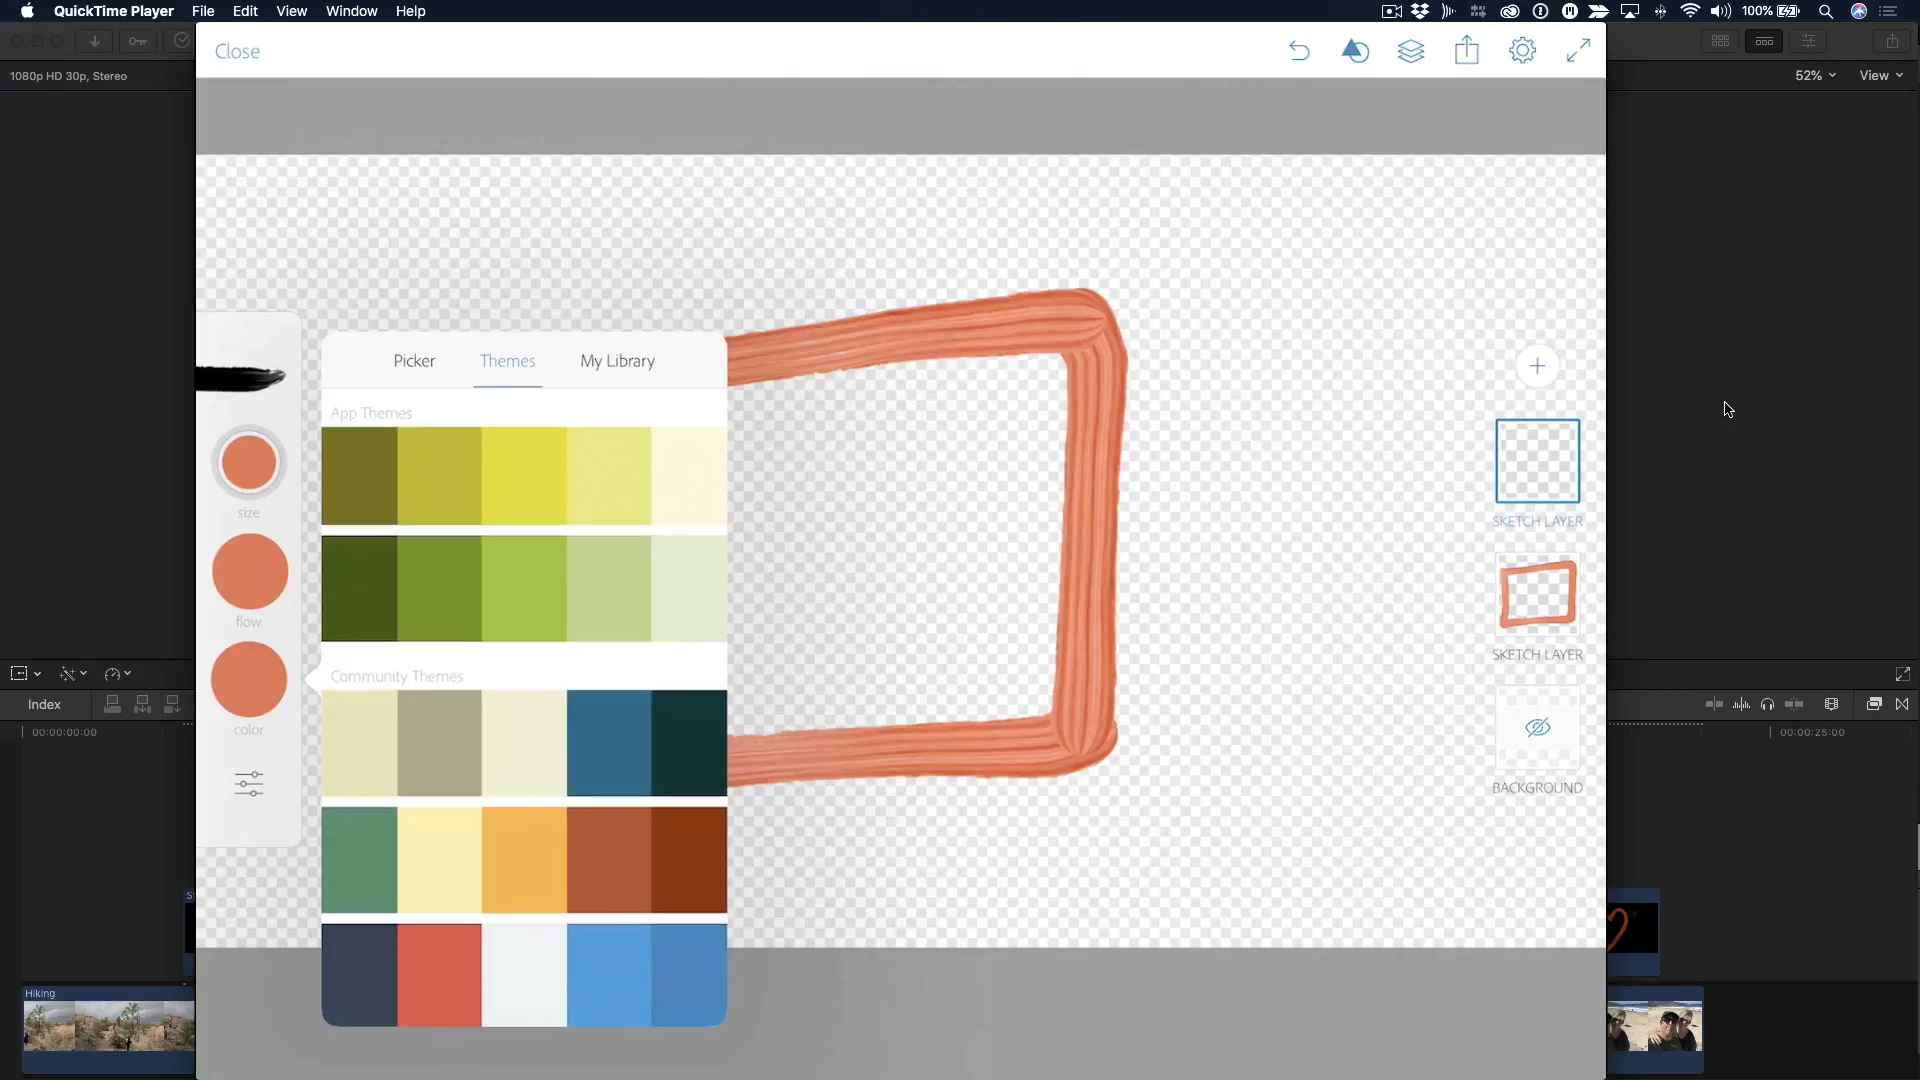 QuickTime Player File Edit View Window Help
100%
Close
1080p HD 30p, Stereo
52% View
Picker Themes My Library
App Themes
size
SKETCH LAYER
flow
SKETCH LAYER
Community Themes
Index
color
00:00:00:00
00:00:25:00
BACKGROUND
Hiking